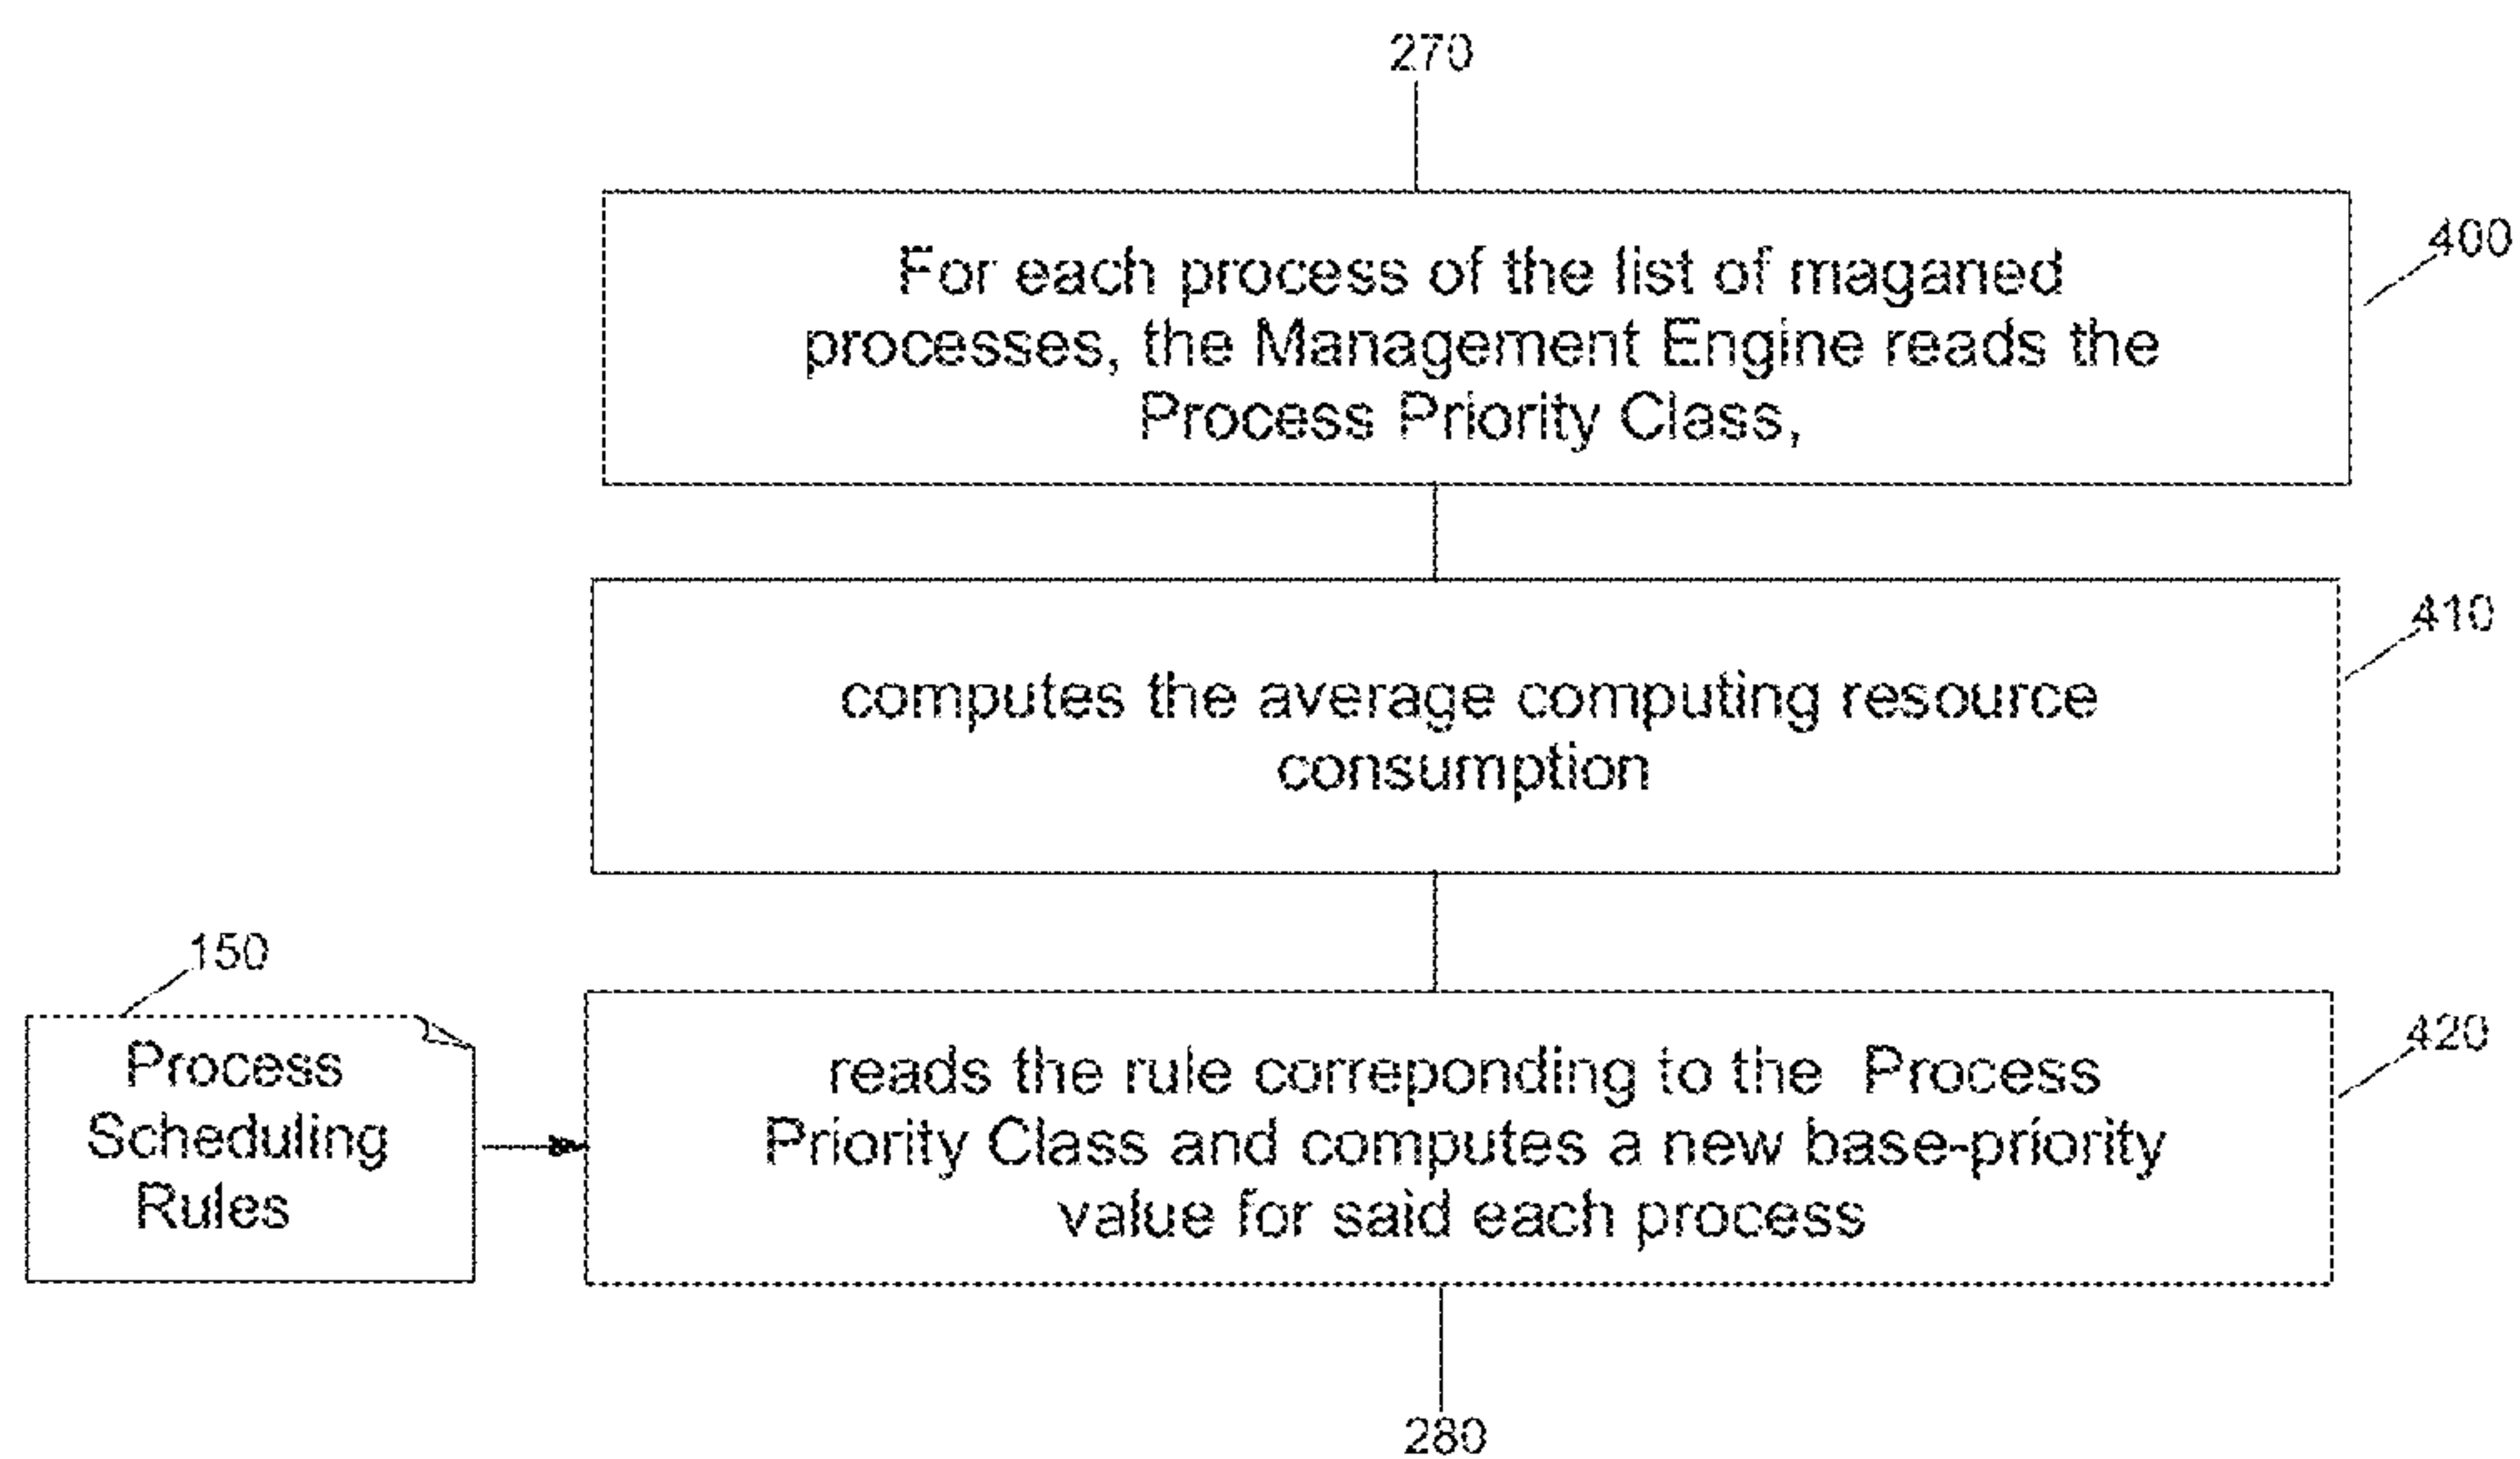 270
For each process of the list of maganed
processes, the Management Engine reads the
Process Priority Class,
400
computes the average computing resource
consumption
410
150
Process
Scheduling
Rules
reads the rule correponding to the Process
Priority Class and computes a new base-priority
value for said each process
420
280